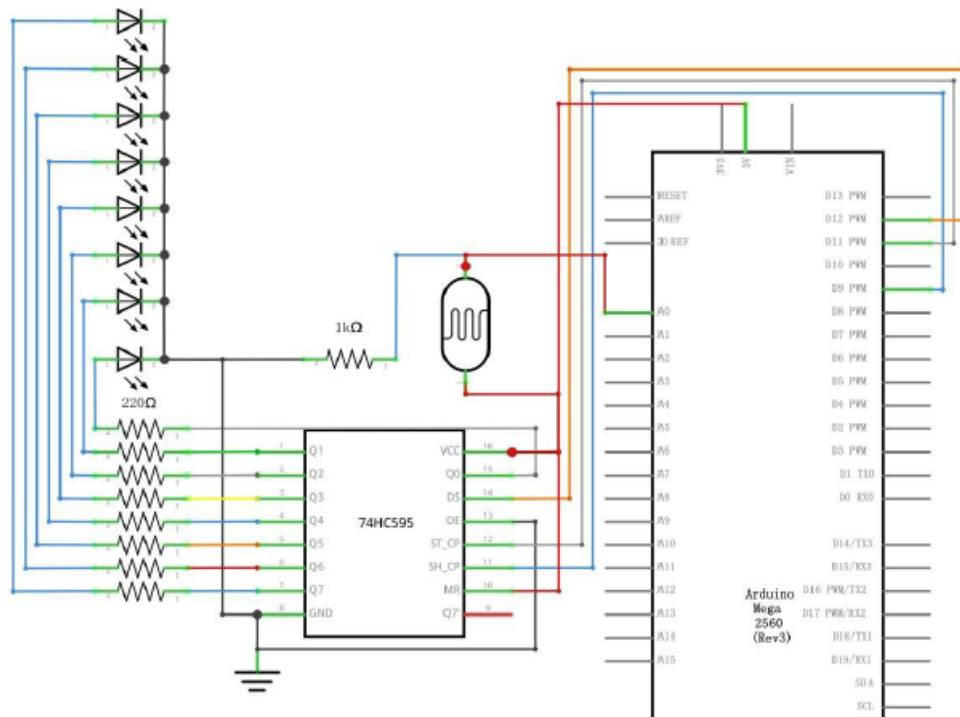 1kΩ
220Ω
1 Q1
2 Q2
3 Q3
4 Q4
5 Q5
6 Q6
7 Q7
8 GND
74HC595
VCC 16
Q0 15
DS 14
OE 13
ST_CP 12
SH_CP 11
MR 10
Q7' 9
3V3
5V
VIN
RESET
AREF
IOREF
A0
A1
A2
A3
A4
A5
A6
A7
A8
A9
A10
A11
A12
A13
A14
A15
Arduino
Mega
2560
(Rev3)
D13 PWM
D12 PWM
D11 PWM
D10 PWM
D9 PWM
D8 PWM
D7 PWM
D6 PWM
D5 PWM
D4 PWM
D2 PWM
D3 PWM
D1 TX0
D0 RX0
D14/TX3
D15/RX3
D16 PWM/TX2
D17 PWM/RX2
D18/TX1
D19/RX1
SDA
SCL